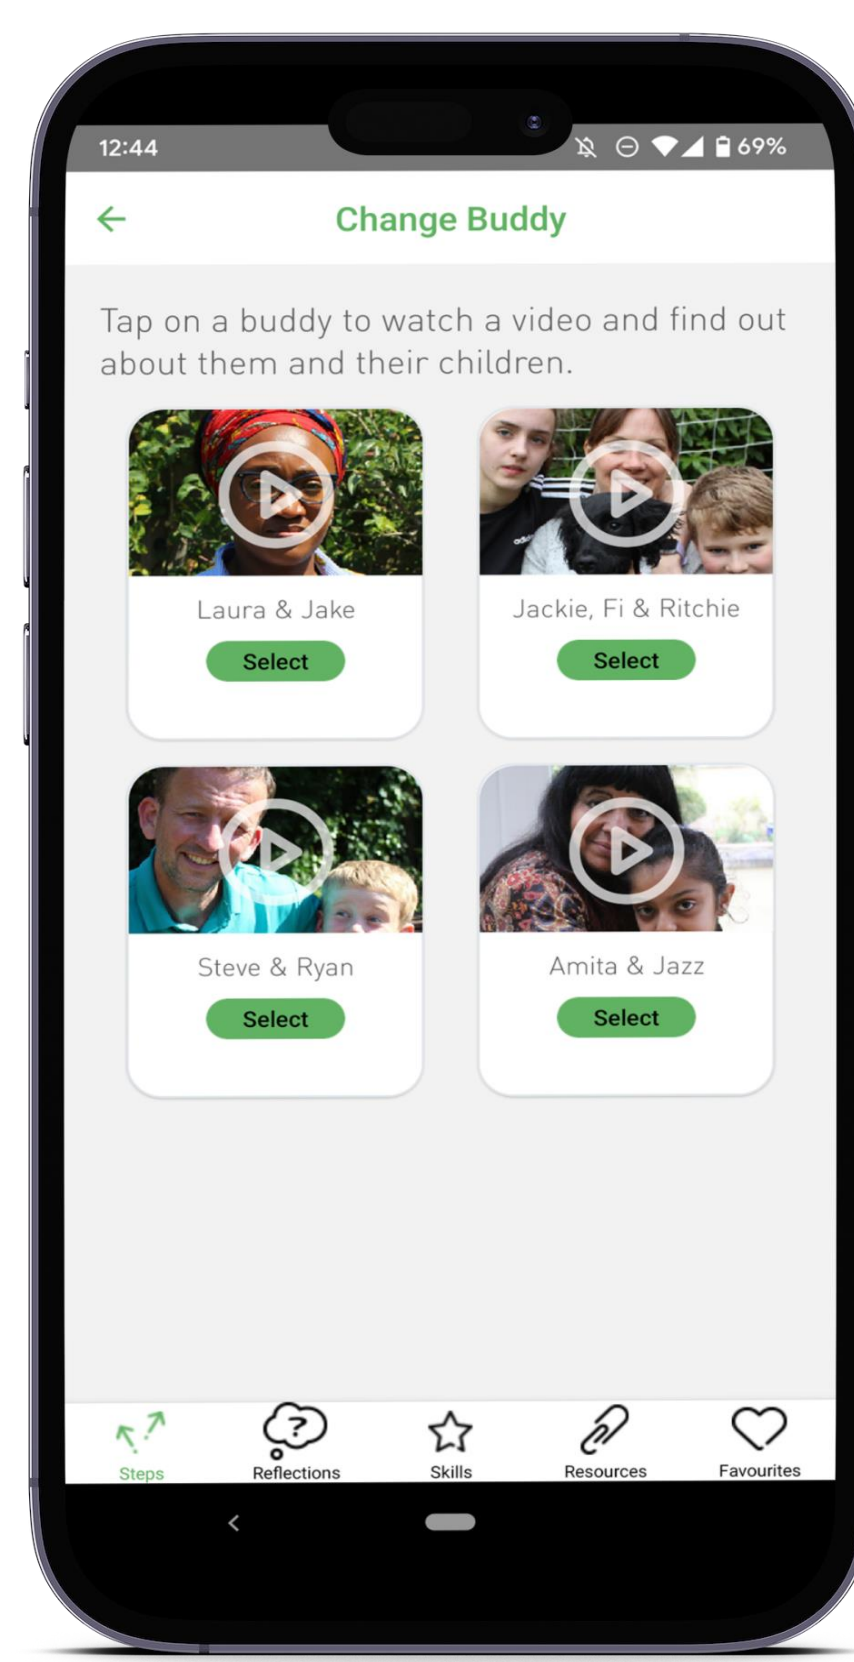 12:44
69%
Change Buddy
Tap on a buddy to watch a video and find out
about them and their children.
adidas
Laura & Jake
Select
Jackie, Fi & Ritchie
Select
Steve & Ryan
Select
Amita & Jazz
Select
Steps
Reflections
Skills
Resources
Favourites